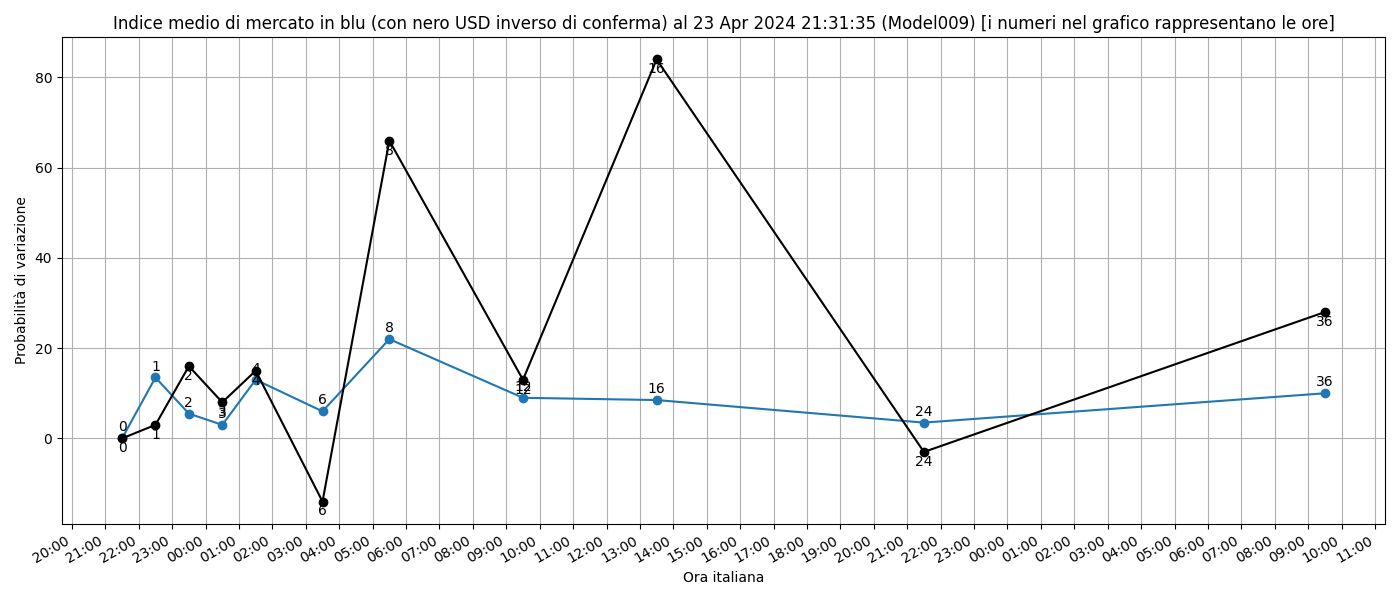 Indice medio di mercato in blu (con nero USD inverso di conferma) al 23 Apr 2024 21:31:35 (Model009) [i numeri nel grafico rappresentano le ore]
Probabilità di variazione
80
60
40
20
0
0 1 2 3 4 6 8 12 16 24 36
0 1 2 3 4 6 8 12 16 24 36
20:00 21:00 22:00 23:00 00:00 01:00 02:00 03:00 04:00 05:00 06:00 07:00 08:00 09:00 10:00 11:00 12:00 13:00 14:00 15:00 16:00 17:00 18:00 19:00 20:00 21:00 22:00 23:00 00:00 01:00 02:00 03:00 04:00 05:00 06:00 07:00 08:00 09:00 10:00 11:00
Ora italiana